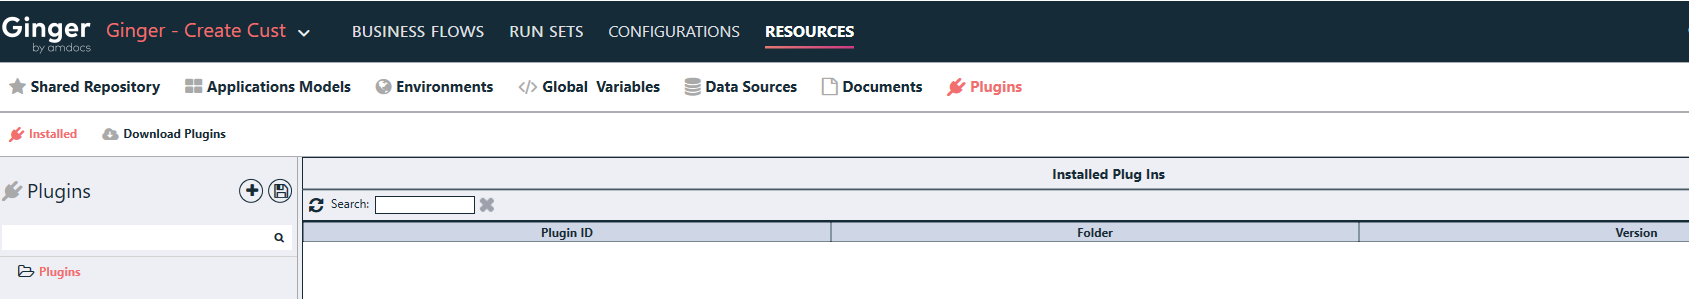 Ginger
by amdocs
Ginger - Create Cust BUSINESS FLOWS RUN SETS CONFIGURATIONS RESOURCES
Shared Repository Applications Models Environments Global Variables Data Sources Documents Plugins
Installed Download Plugins
Plugins
Installed Plug Ins
Search:
Plugin ID Folder Version
Plugins